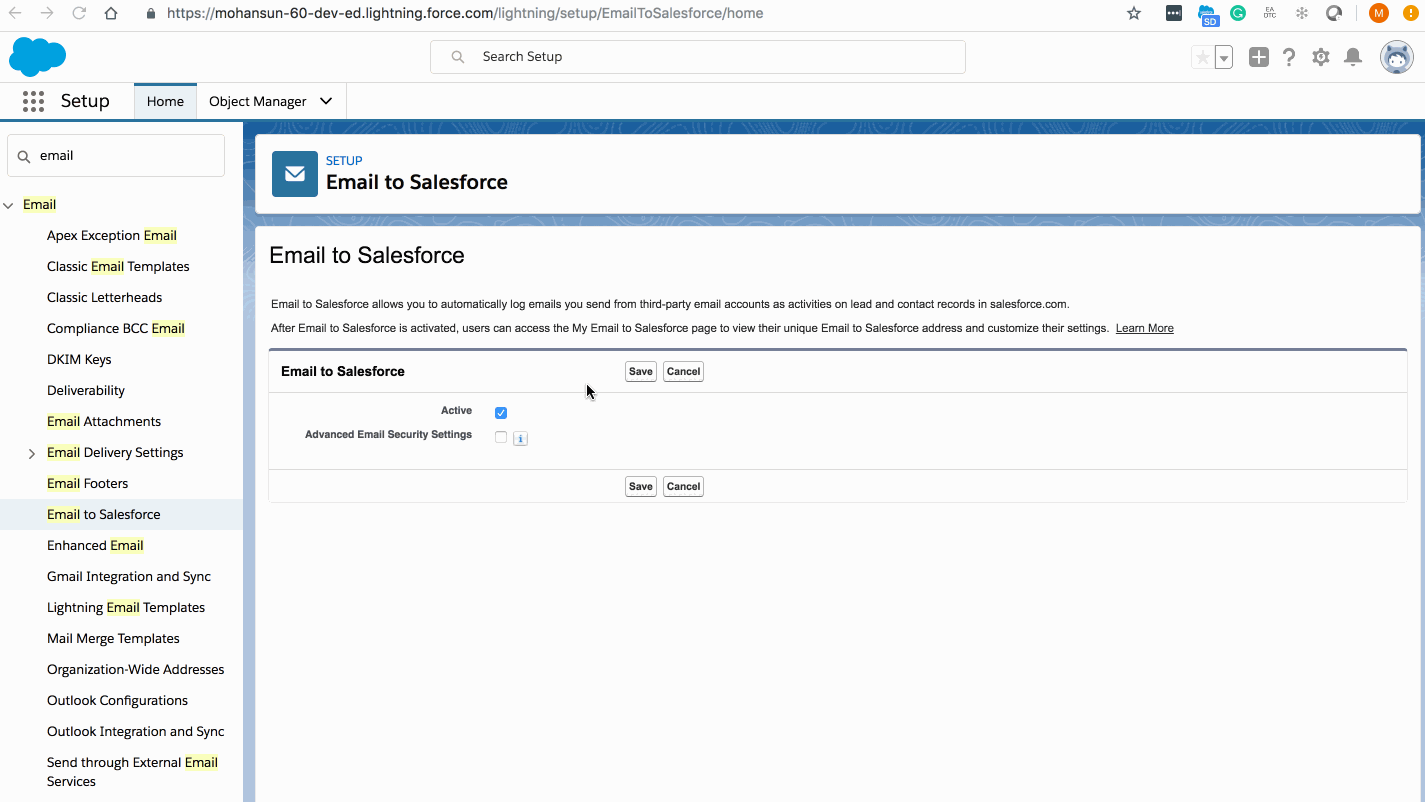 https://mohansun-60-dev-ed.lightning.force.com/lightning/setup/EmailToSalesforce/home
SD
G
EA
DTC
M
Search Setup
Setup
Home
Object Manager
email
Email
Apex Exception Email
Classic Email Templates
Classic Letterheads
Compliance BCC Email
DKIM Keys
Deliverability
Email Attachments
Email Delivery Settings
Email Footers
Email to Salesforce
Enhanced Email
Gmail Integration and Sync
Lightning Email Templates
Mail Merge Templates
Organization-Wide Addresses
Outlook Configurations
Outlook Integration and Sync
Send through External Email
Services
SETUP
Email to Salesforce
Email to Salesforce
Email to Salesforce allows you to automatically log emails you send from third-party email accounts as activities on lead and contact records in salesforce.com.
After Email to Salesforce is activated, users can access the My Email to Salesforce page to view their unique Email to Salesforce address and customize their settings. Learn More
Email to Salesforce Save Cancel
Active
Advanced Email Security Settings i
Save Cancel